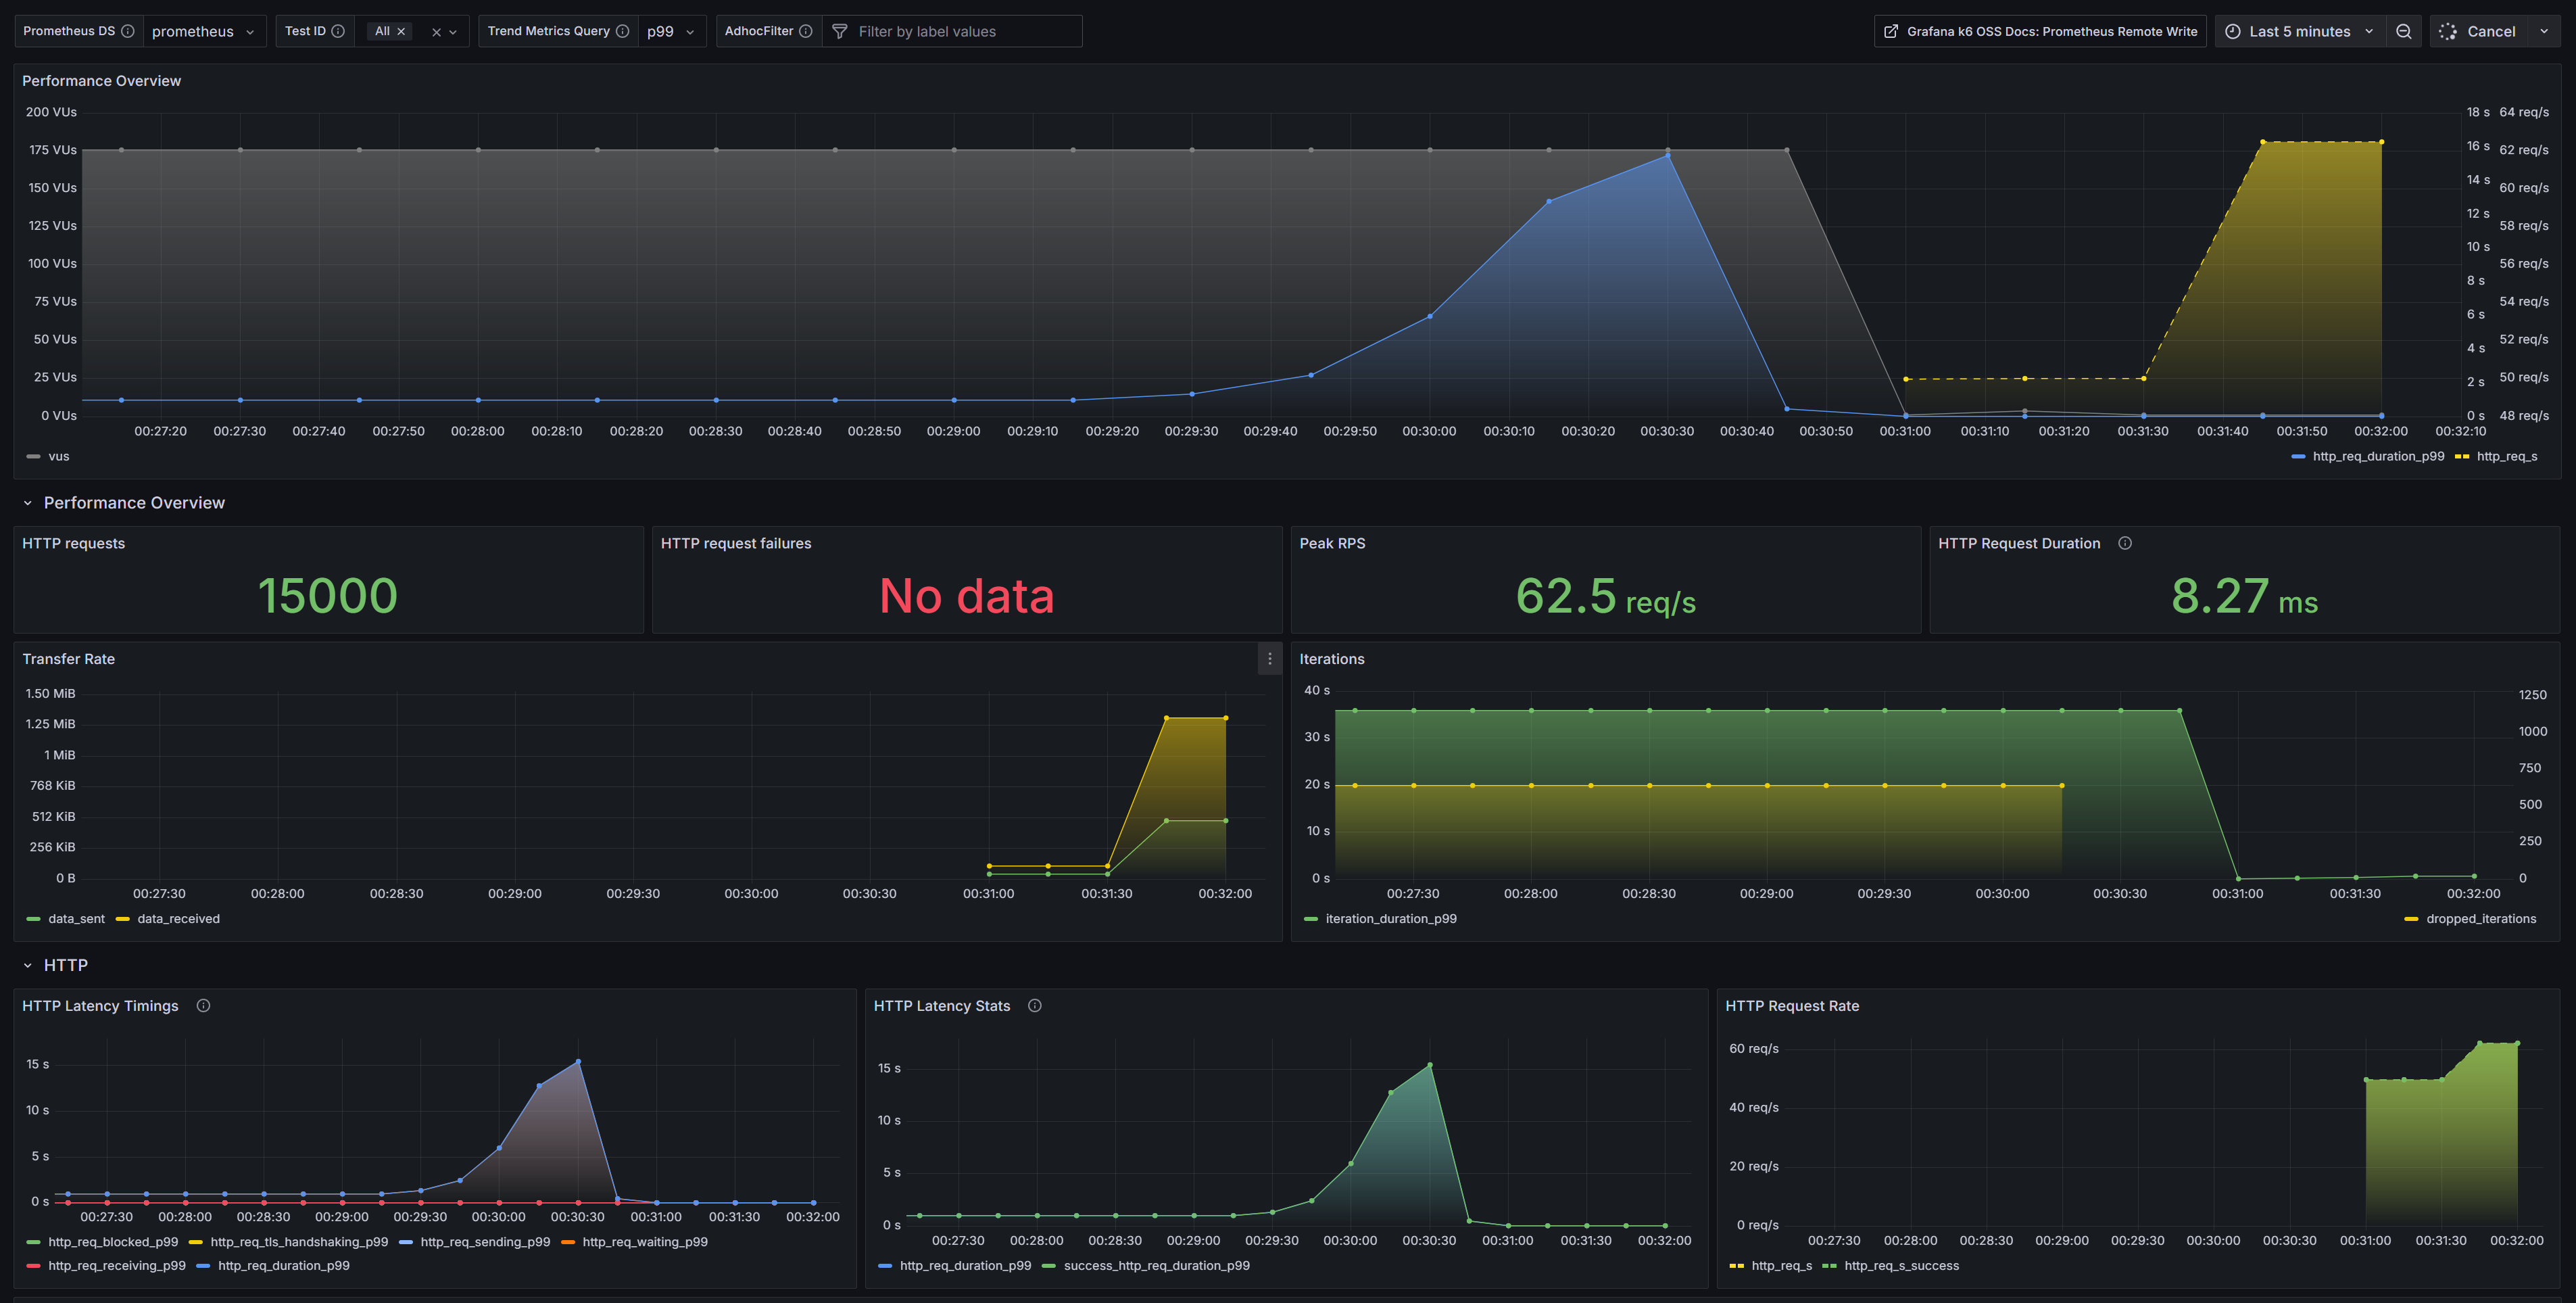 Prometheus DS prometheus Test ID All Trend Metrics Query p99 AdhocFilter Filter by label values Grafana k6 OSS Docs: Prometheus Remote Write Last 5 minutes Cancel
Performance Overview
200 VUs 18 s 64 req/s
175 VUs 16 s 62 req/s
150 VUs 14 s 60 req/s
125 VUs 12 s 58 req/s
100 VUs 10 s 56 req/s
75 VUs 8 s 54 req/s
50 VUs 6 s 52 req/s
25 VUs 4 s 50 req/s
2 s
0 VUs 0 s 48 req/s
00:27:20 00:27:30 00:27:40 00:27:50 00:28:00 00:28:10 00:28:20 00:28:30 00:28:40 00:28:50 00:29:00 00:29:10 00:29:20 00:29:30 00:29:40 00:29:50 00:30:00 00:30:10 00:30:20 00:30:30 00:30:40 00:30:50 00:31:00 00:31:10 00:31:20 00:31:30 00:31:40 00:31:50 00:32:00 00:32:10
vus http_req_duration_p99 http_req_s
Performance Overview
HTTP requests
15000
HTTP request failures
No data
Peak RPS
62.5 req/s
HTTP Request Duration
8.27 ms
Transfer Rate
1.50 MiB
1.25 MiB
1 MiB
768 KiB
512 KiB
256 KiB
0 B
00:27:30 00:28:00 00:28:30 00:29:00 00:29:30 00:30:00 00:30:30 00:31:00 00:31:30 00:32:00
data_sent data_received
Iterations
40 s 1250
30 s 1000
750
20 s 500
10 s 250
0 s 0
00:27:30 00:28:00 00:28:30 00:29:00 00:29:30 00:30:00 00:30:30 00:31:00 00:31:30 00:32:00
iteration_duration_p99 dropped_iterations
HTTP
HTTP Latency Timings
15 s
10 s
5 s
0 s
00:27:30 00:28:00 00:28:30 00:29:00 00:29:30 00:30:00 00:30:30 00:31:00 00:31:30 00:32:00
http_req_blocked_p99 http_req_tls_handshaking_p99 http_req_sending_p99 http_req_waiting_p99
http_req_receiving_p99 http_req_duration_p99
HTTP Latency Stats
15 s
10 s
5 s
0 s
00:27:30 00:28:00 00:28:30 00:29:00 00:29:30 00:30:00 00:30:30 00:31:00 00:31:30 00:32:00
http_req_duration_p99 success_http_req_duration_p99
HTTP Request Rate
60 req/s
40 req/s
20 req/s
0 req/s
00:27:30 00:28:00 00:28:30 00:29:00 00:29:30 00:30:00 00:30:30 00:31:00 00:31:30 00:32:00
http_req_s http_req_s_success